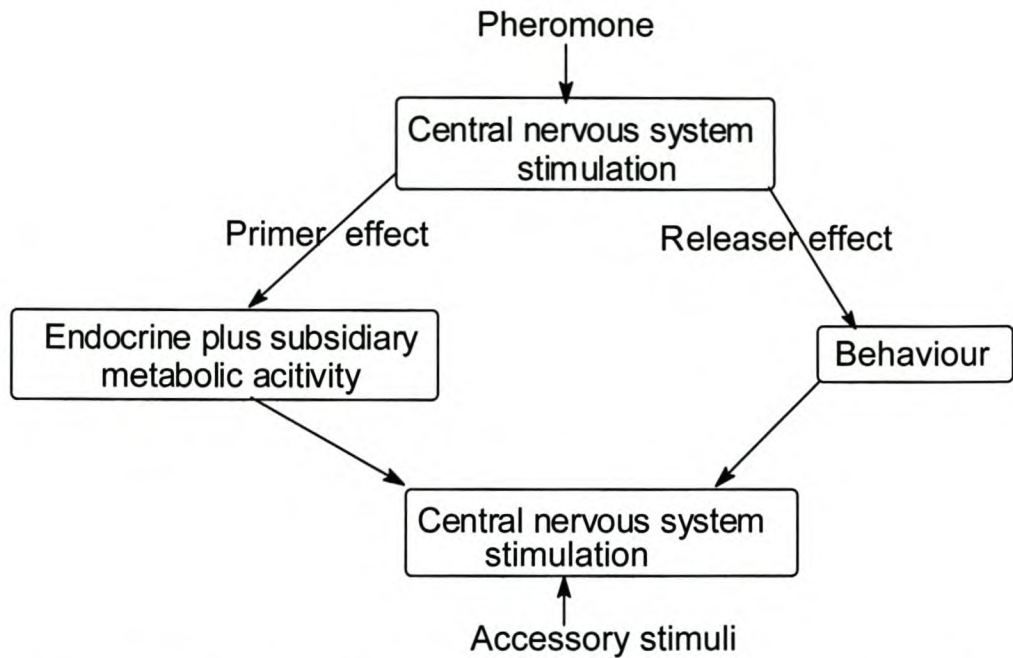 Pheromone
Central nervous system
stimulation
Primer effect
Releaser effect
Endocrine plus subsidiary
metabolic acitivity
Behaviour
Central nervous system
stimulation
Accessory stimuli